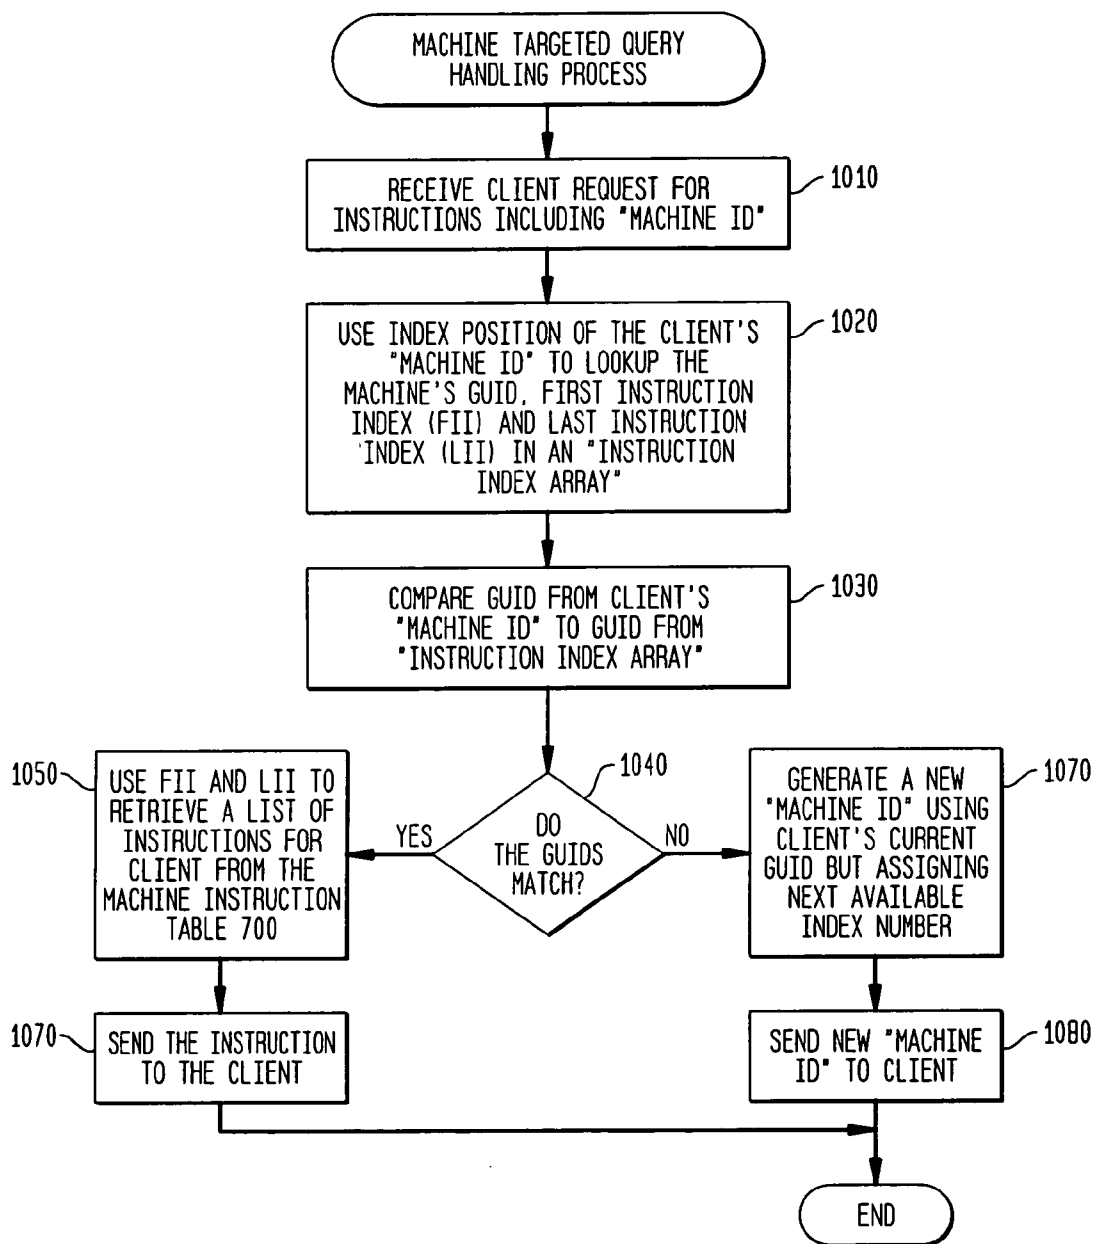 MACHINE TARGETED QUERY
HANDLING PROCESS
RECEIVE CLIENT REQUEST FOR
INSTRUCTIONS INCLUDING "MACHINE ID"
1010
USE INDEX POSITION OF THE CLIENT'S
"MACHINE ID" TO LOOKUP THE
MACHINE'S GUID, FIRST INSTRUCTION
INDEX (FII) AND LAST INSTRUCTION
INDEX (LII) IN AN "INSTRUCTION
INDEX ARRAY"
1020
COMPARE GUID FROM CLIENT'S
"MACHINE ID" TO GUID FROM
"INSTRUCTION INDEX ARRAY"
1030
1040
DO
THE GUIDS
MATCH?
YES
NO
1050
USE FII AND LII TO
RETRIEVE A LIST OF
INSTRUCTIONS FOR
CLIENT FROM THE
MACHINE INSTRUCTION
TABLE 700
GENERATE A NEW
"MACHINE ID" USING
CLIENT'S CURRENT
GUID BUT ASSIGNING
NEXT AVAILABLE
INDEX NUMBER
1070
1070
SEND THE INSTRUCTION
TO THE CLIENT
SEND NEW "MACHINE
ID" TO CLIENT
1080
END